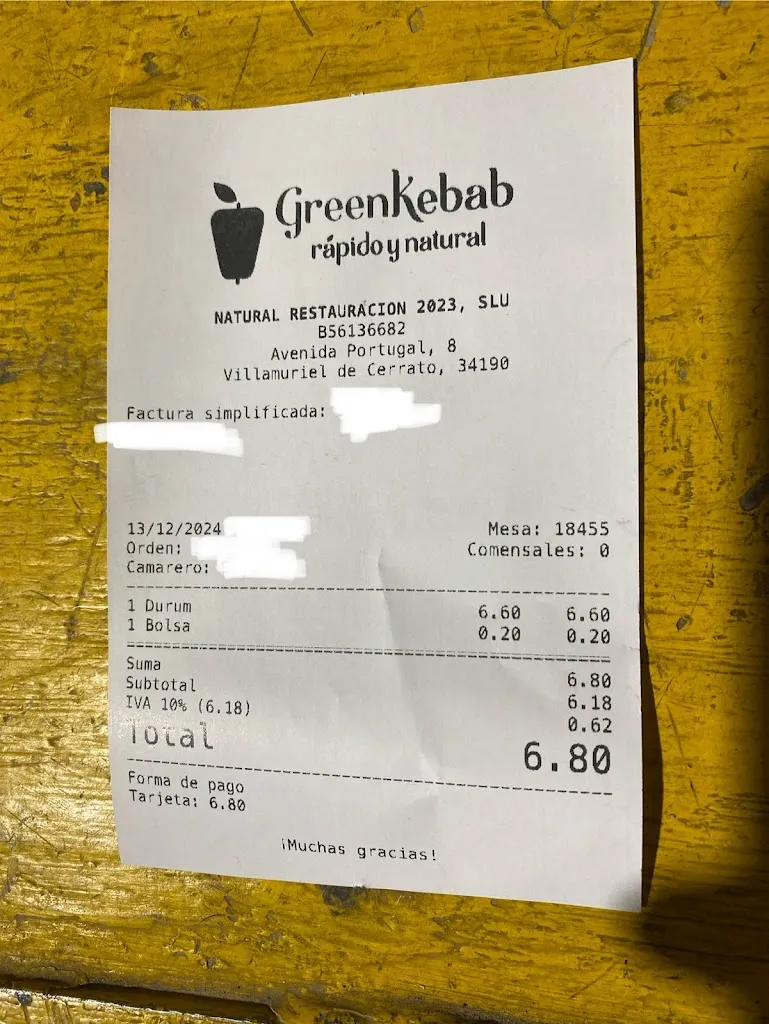 GreenKebab
rápido y natural
NATURAL RESTAURACION 2023, SLU
B56136682
Avenida Portugal, 8
Villamuriel de Cerrato, 34190
Factura simplificada:
13/12/2024 Mesa: 18455
Orden: Comensales: 0
Camarero:
1 Durum 6.60 6.60
1 Bolsa 0.20 0.20
Suma 6.80
Subtotal 6.18
IVA 10% (6.18) 0.62
Total 6.80
Forma de pago
Tarjeta: 6.80
¡Muchas gracias!